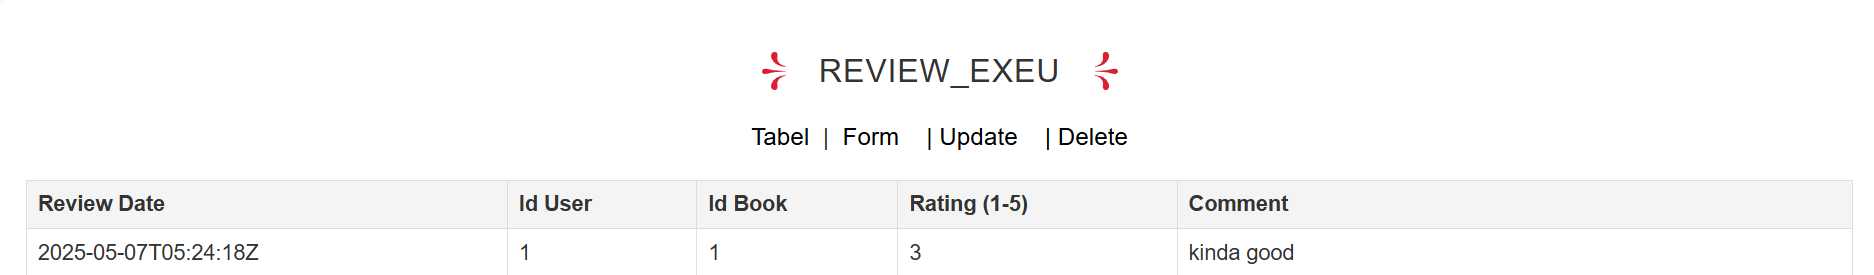 REVIEW_EXEU
Tabel | Form | Update | Delete
Review Date Id User Id Book Rating (1-5) Comment
2025-05-07T05:24:18Z 1 1 3 kinda good